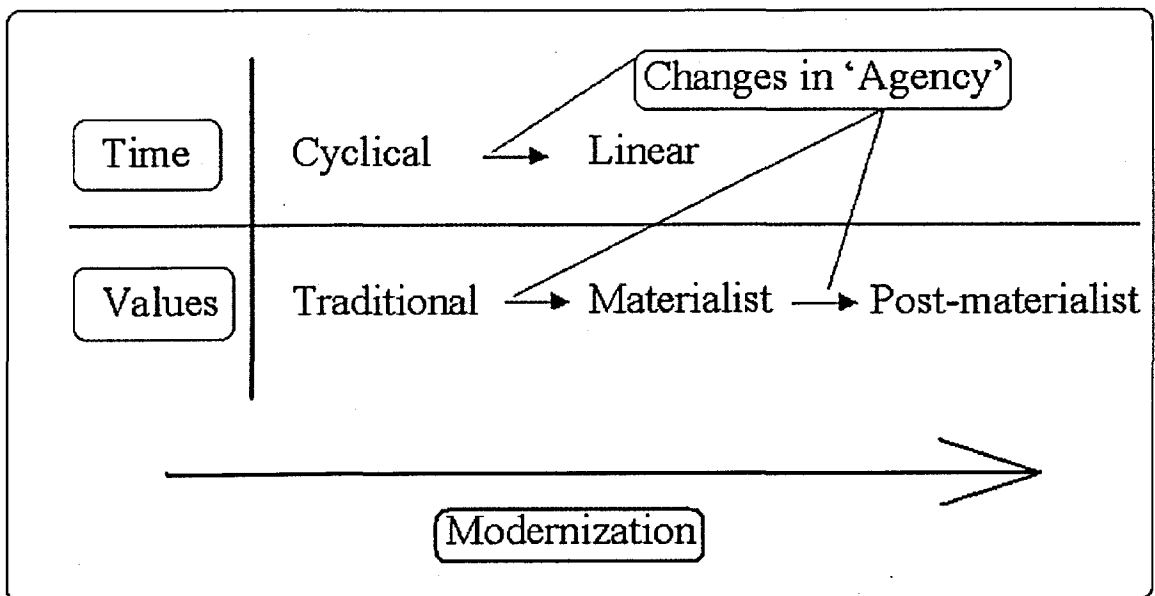 Changes in ‘Agency’
Time Cyclical Linear
Values Traditional Materialist Post-materialist
Modernization